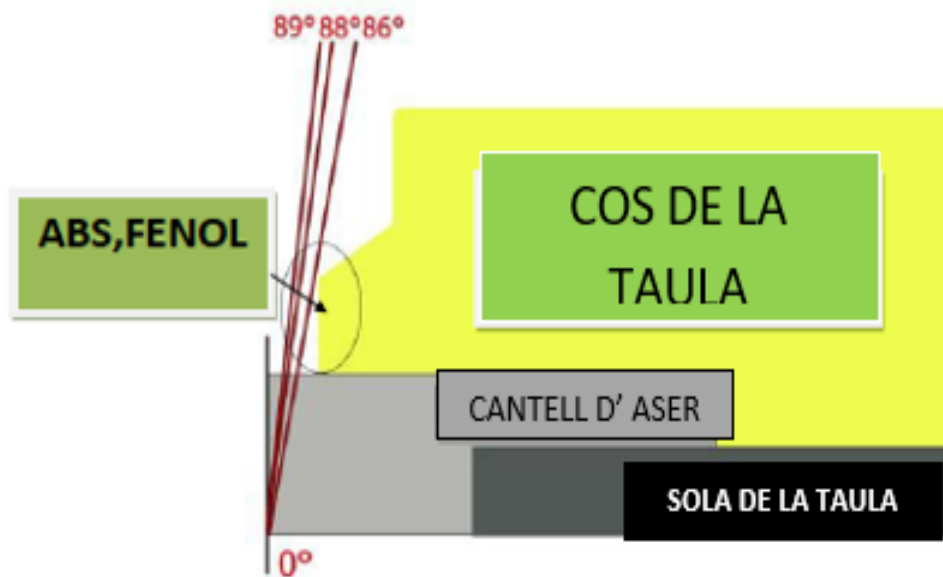 89° 88° 86°
ABS,FENOL
COS DE LA
TAULA
CANTELL D' ASER
SOLA DE LA TAULA
0°